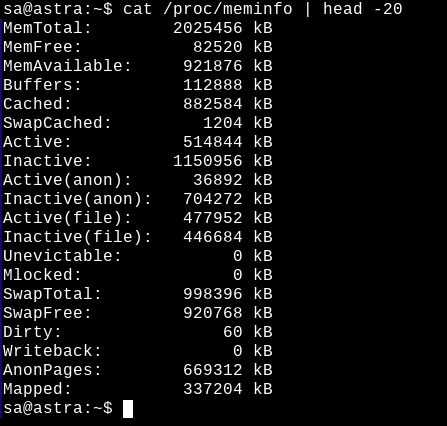 sa@astra:~$ cat /proc/meminfo | head -20
MemTotal:        2025456 kB
MemFree:           82520 kB
MemAvailable:     921876 kB
Buffers:          112888 kB
Cached:           882584 kB
SwapCached:         1204 kB
Active:           514844 kB
Inactive:        1150956 kB
Active(anon):      36892 kB
Inactive(anon):   704272 kB
Active(file):     477952 kB
Inactive(file):   446684 kB
Unevictable:           0 kB
Mlocked:               0 kB
SwapTotal:        998396 kB
SwapFree:         920768 kB
Dirty:                60 kB
Writeback:             0 kB
AnonPages:        669312 kB
Mapped:           337204 kB
sa@astra:~$